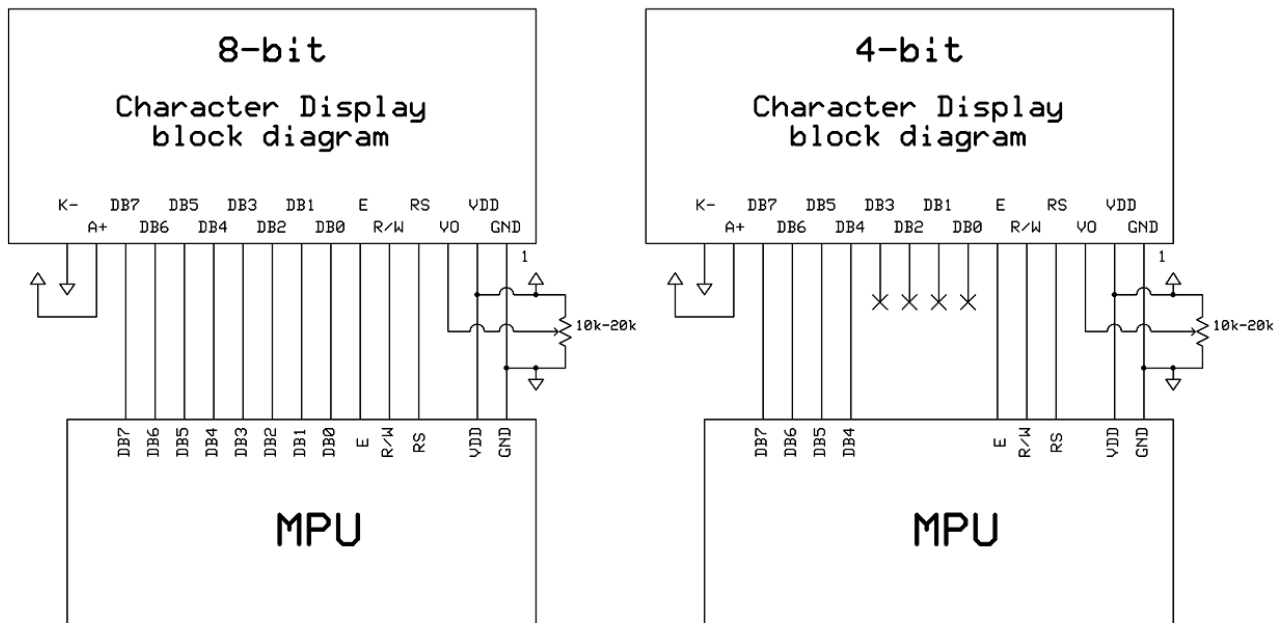 8-bit
Character Display
block diagram
K- DB7 DB5 DB3 DB1 E RS VDD
A+ DB6 DB4 DB2 DB0 R/W VO GND
1
10k-20k
DB7 DB6 DB5 DB4 DB3 DB2 DB1 DB0 E R/W RS VDD GND
MPU
4-bit
Character Display
block diagram
K- DB7 DB5 DB3 DB1 E RS VDD
A+ DB6 DB4 DB2 DB0 R/W VO GND
1
10k-20k
DB7 DB6 DB5 DB4 E R/W RS VDD GND
MPU